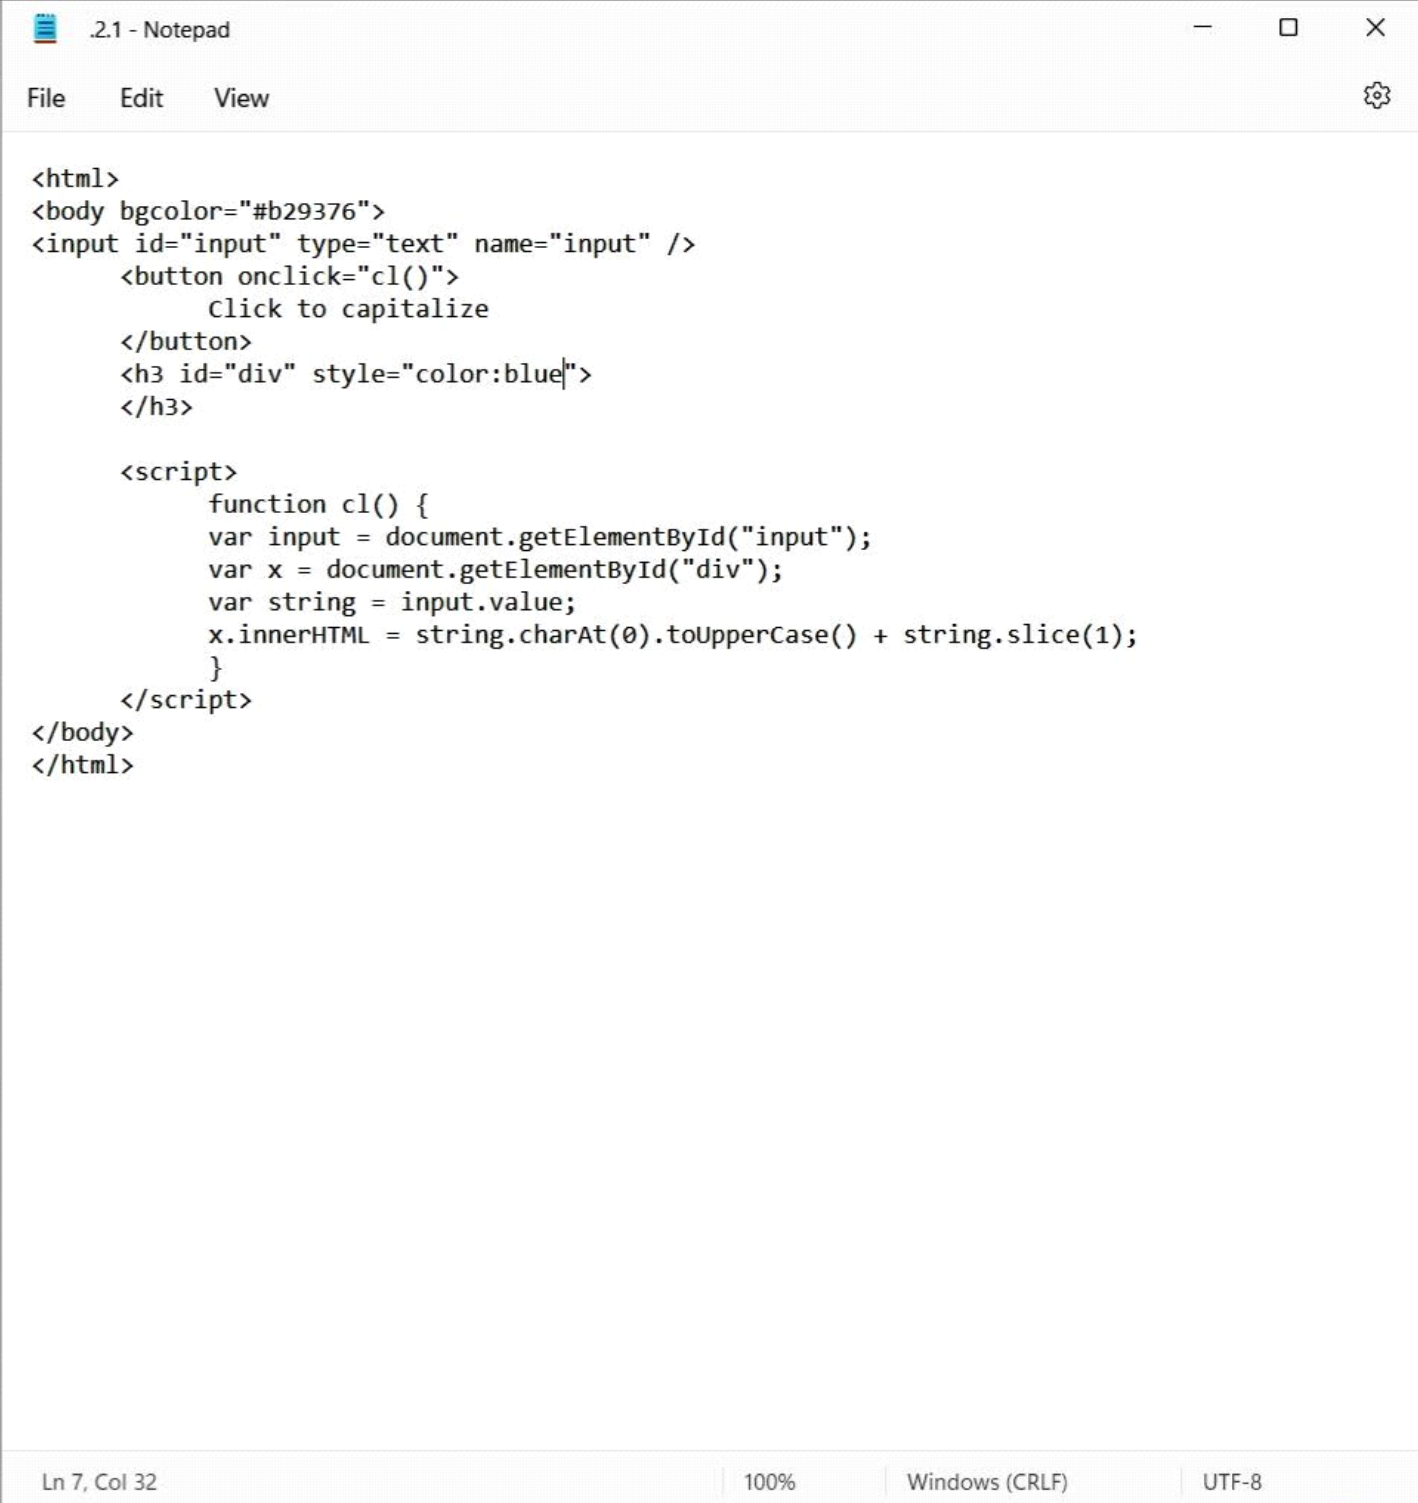 .2.1 - Notepad
File Edit View
<html>
<body bgcolor="#b29376">
<input id="input" type="text" name="input" />
<button onclick="cl()">
Click to capitalize
</button>
<h3 id="div" style="color:blue">
</h3>
<script>
function cl() {
var input = document.getElementById("input");
var x = document.getElementById("div");
var string = input.value;
x.innerHTML = string.charAt(0).toUpperCase() + string.slice(1);
}
</script>
</body>
</html>
Ln 7, Col 32 100% Windows (CRLF) UTF-8